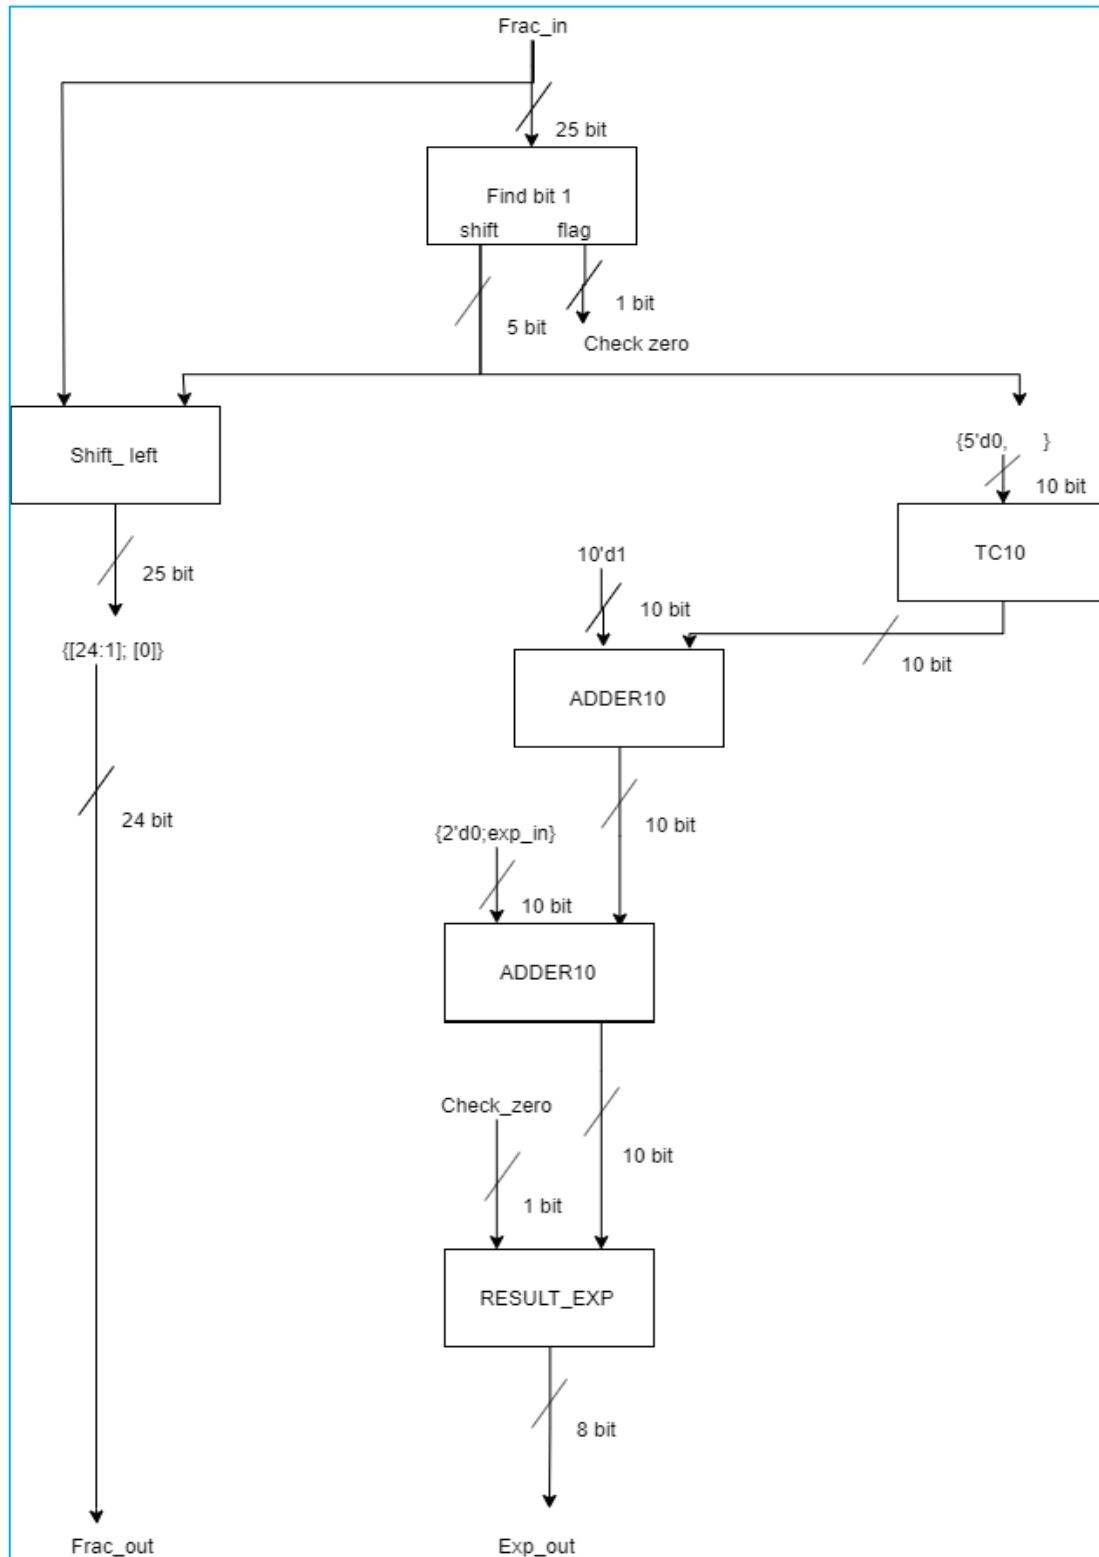 Frac_in
25 bit
Find bit 1
shift flag
1 bit
5 bit
Check zero
Shift_ left
{5'd0, }
10 bit
TC10
10'd1
25 bit
10 bit
{[24:1]; [0]}
10 bit
ADDER10
24 bit
10 bit
{2'd0;exp_in}
10 bit
ADDER10
Check_zero
10 bit
1 bit
RESULT_EXP
8 bit
Frac_out
Exp_out